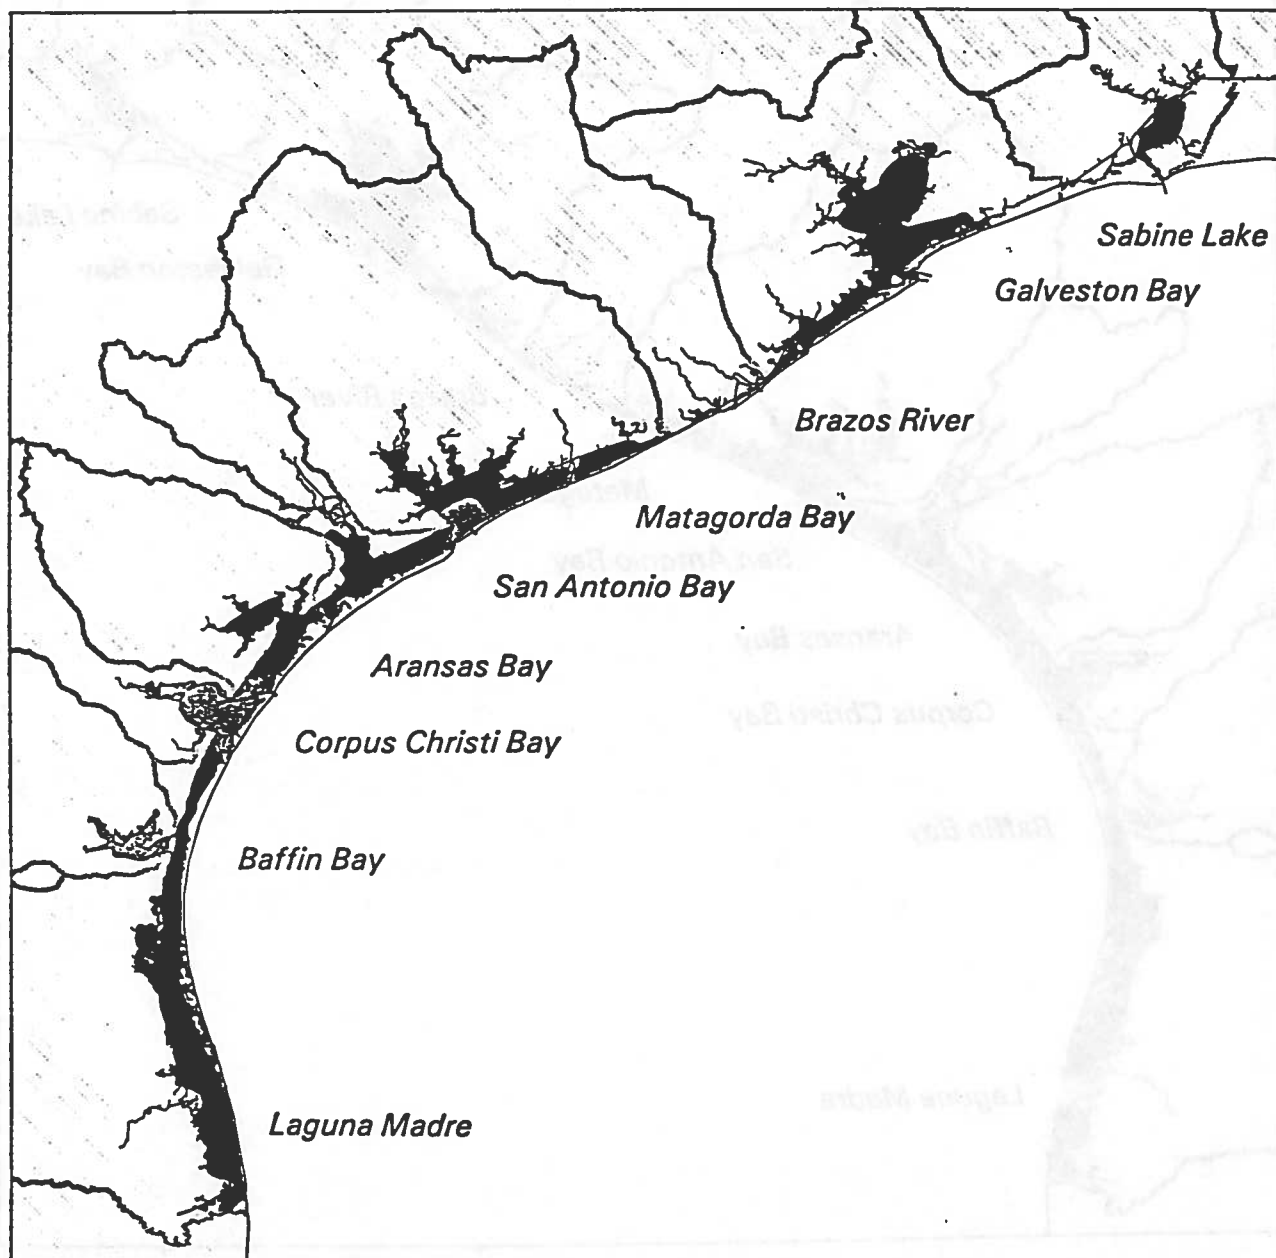 Sabine Lake
Galveston Bay
Brazos River
Matagorda Bay
San Antonio Bay
Aransas Bay
Corpus Christi Bay
Baffin Bay
Laguna Madre